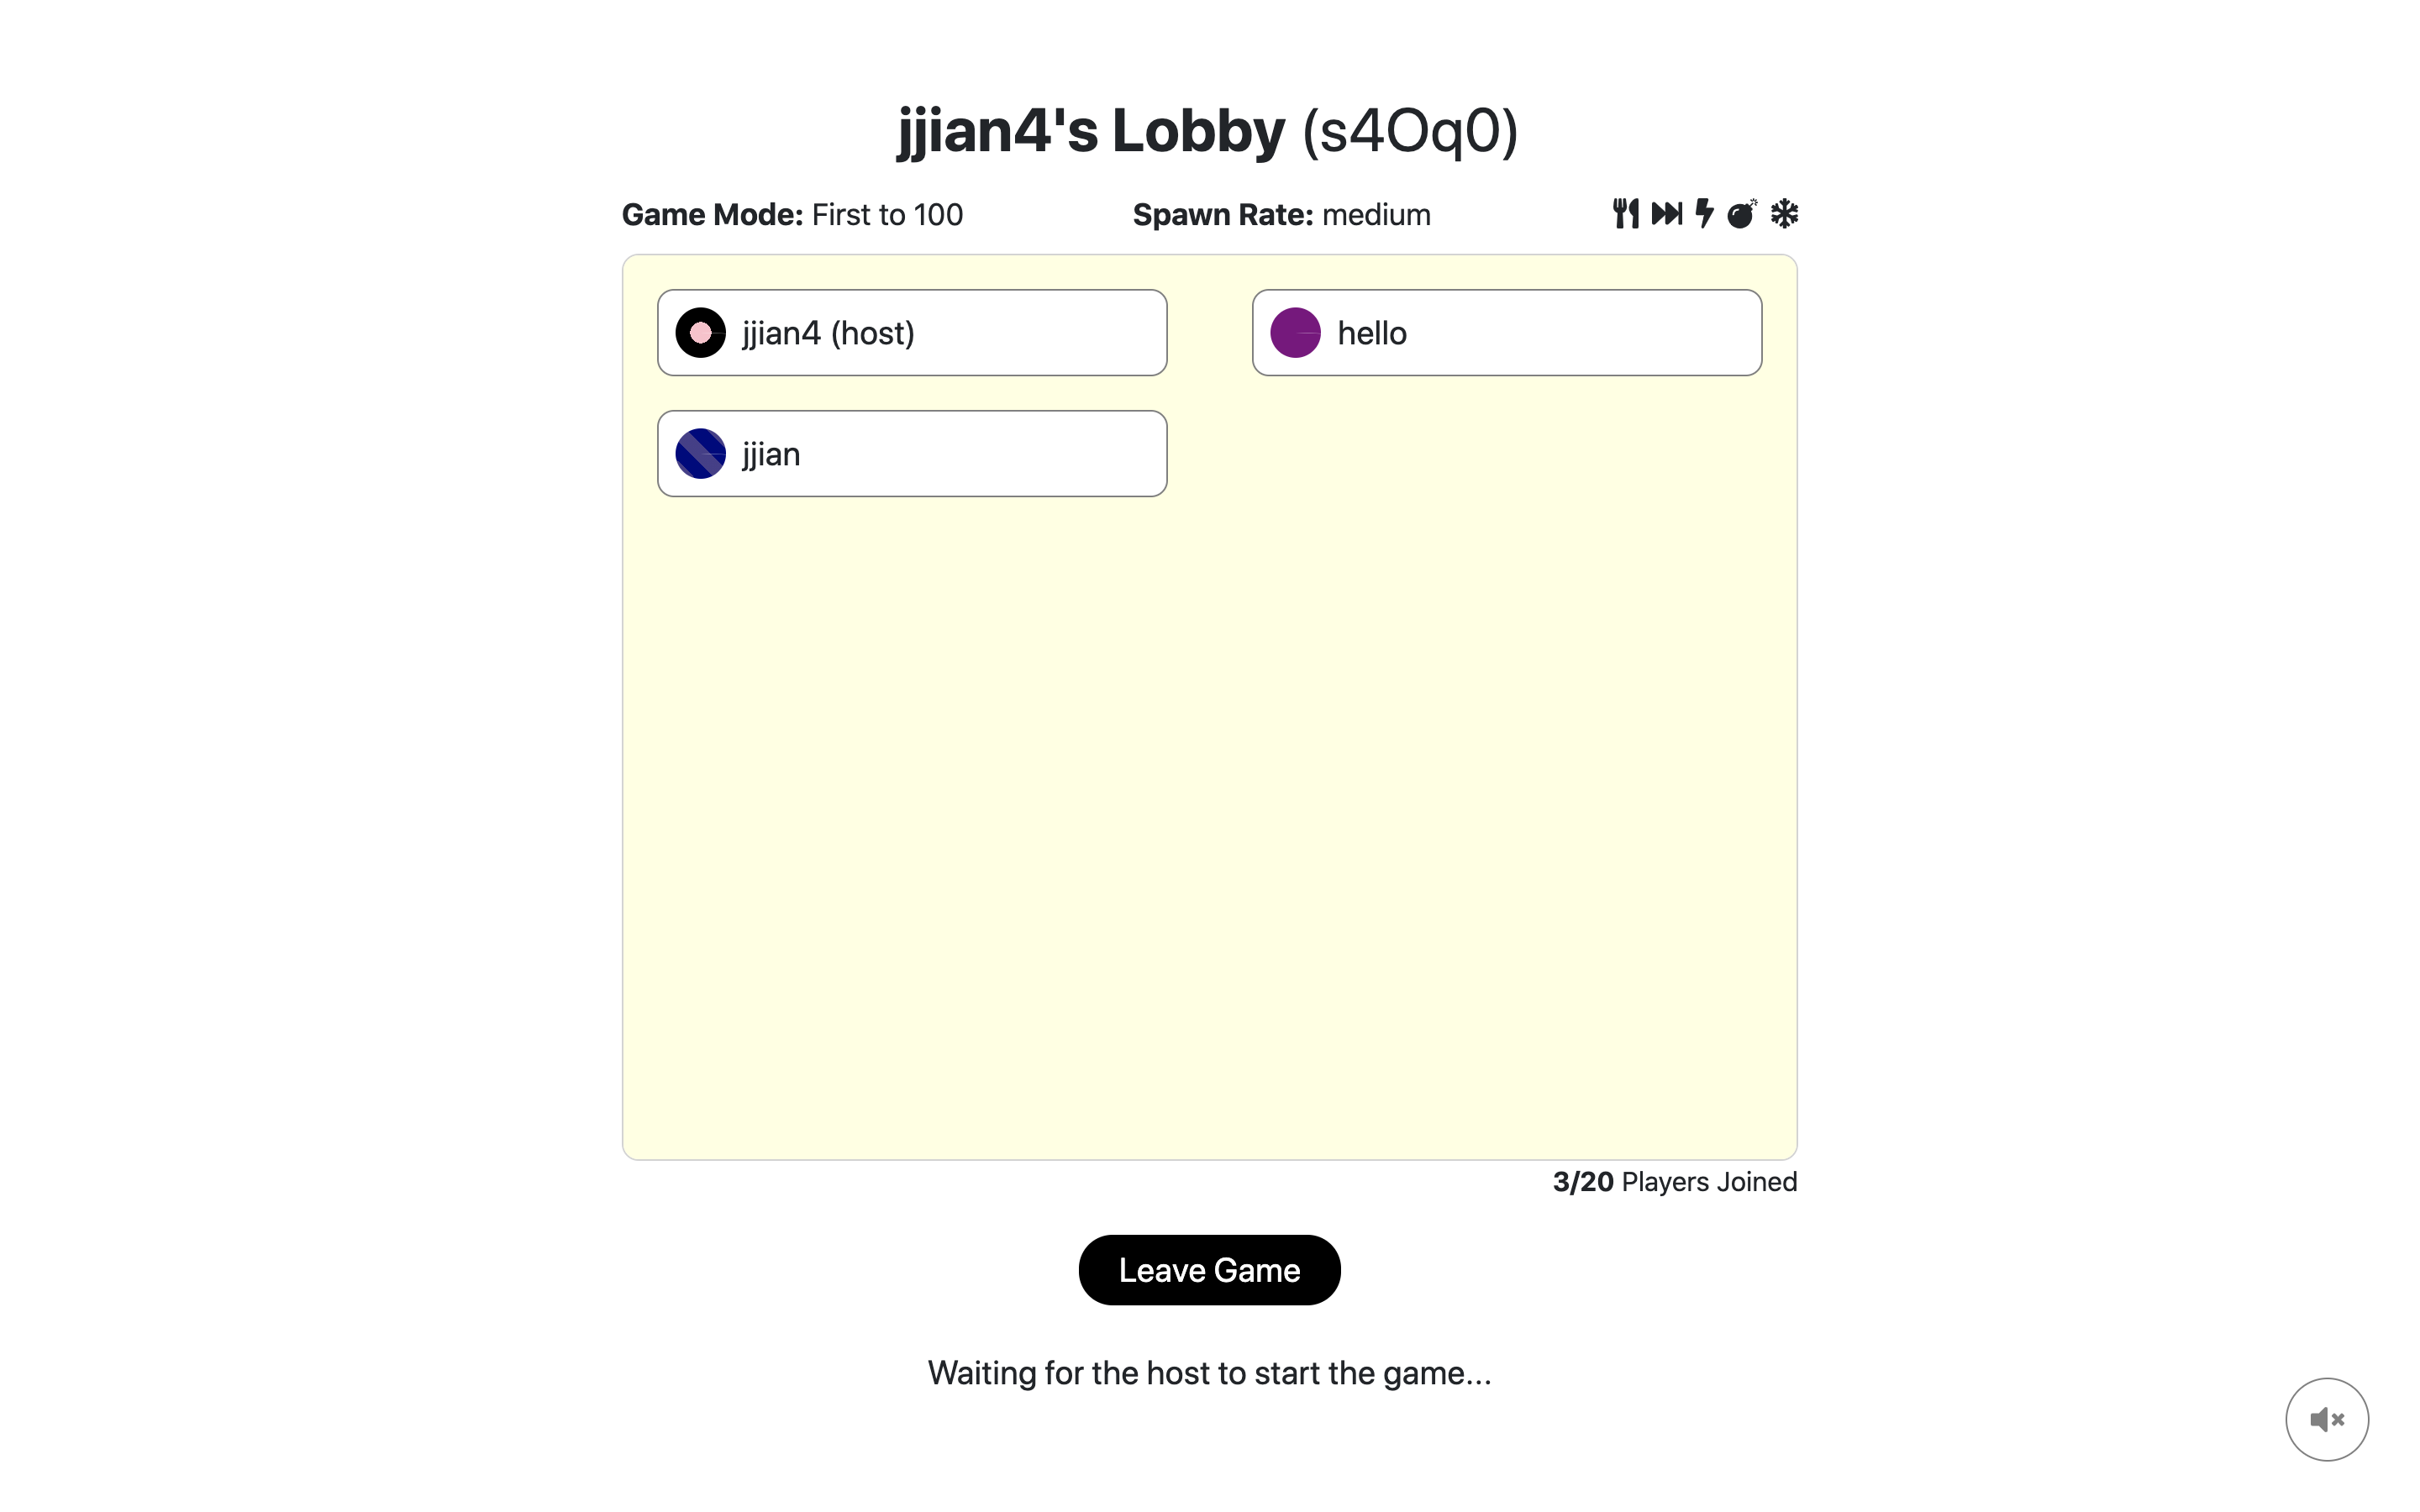 jjian4's Lobby (s4Oq0)
Game Mode: First to 100 Spawn Rate: medium
jjian4 (host) hello
jjian
3/20 Players Joined
Leave Game
Waiting for the host to start the game...